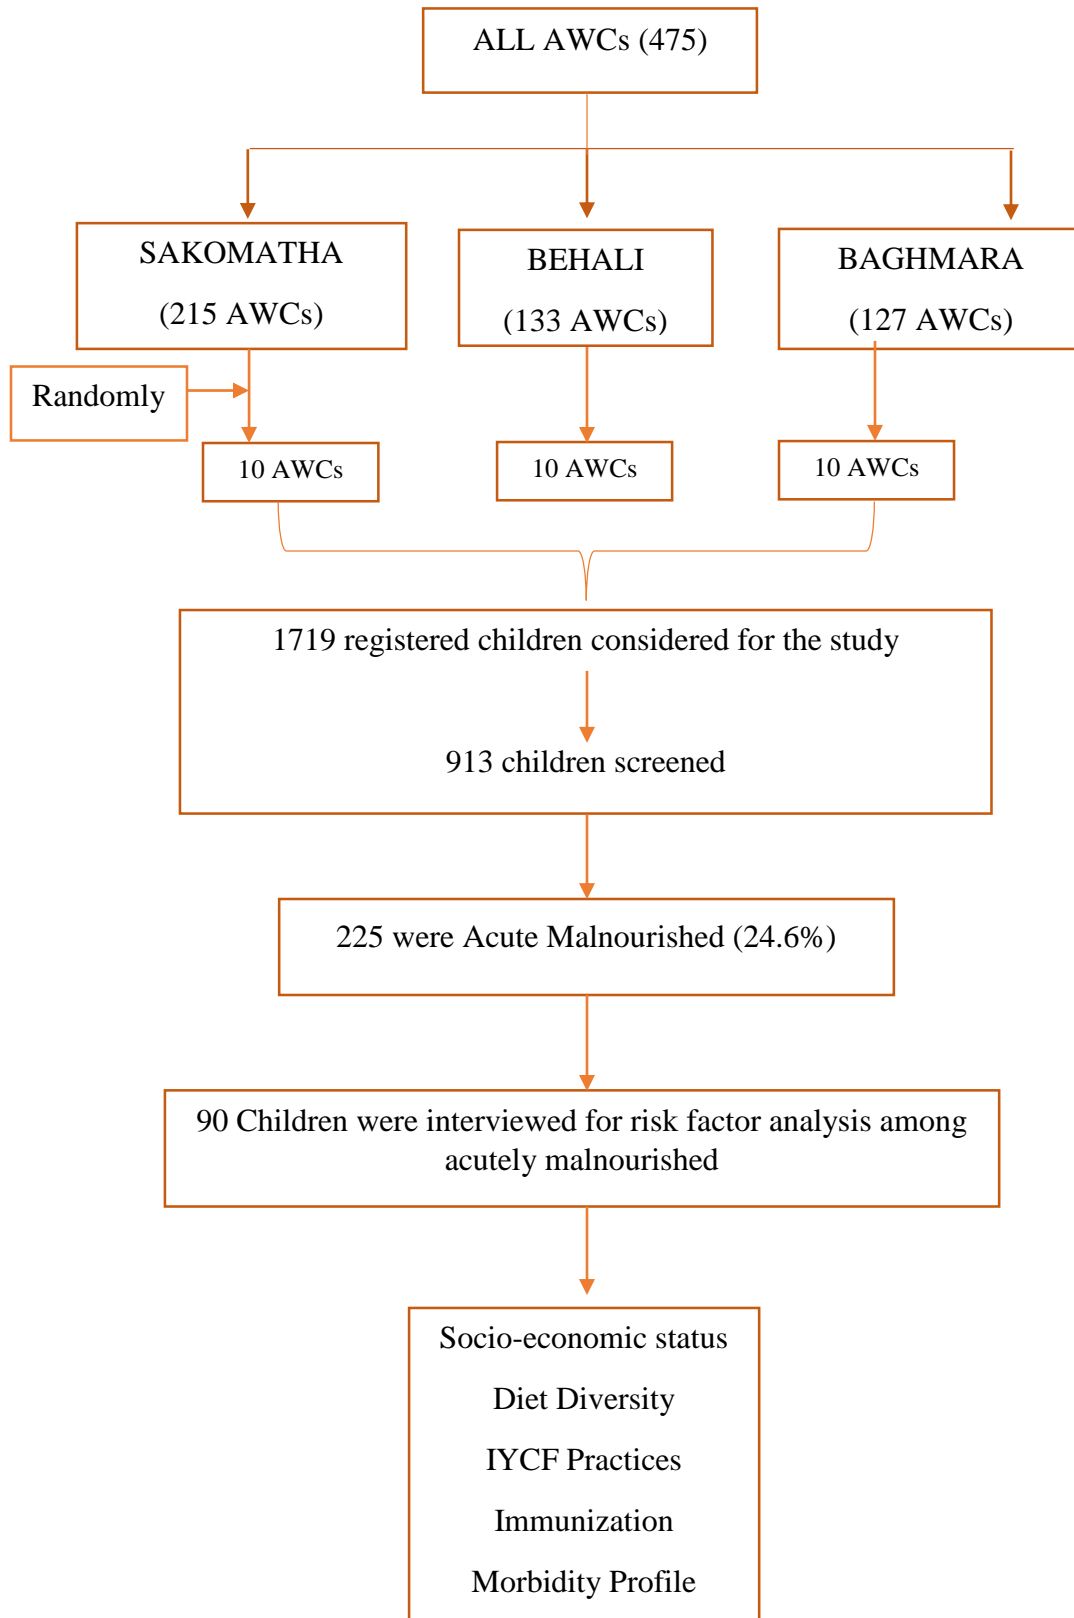 ALL AWCs (475)
SAKOMATHA
(215 AWCs)
BEHALI
(133 AWCs)
BAGHMARA
(127 AWCs)
Randomly
10 AWCs
10 AWCs
10 AWCs
1719 registered children considered for the study
913 children screened
225 were Acute Malnourished (24.6%)
90 Children were interviewed for risk factor analysis among
acutely malnourished
Socio-economic status
Diet Diversity
IYCF Practices
Immunization
Morbidity Profile